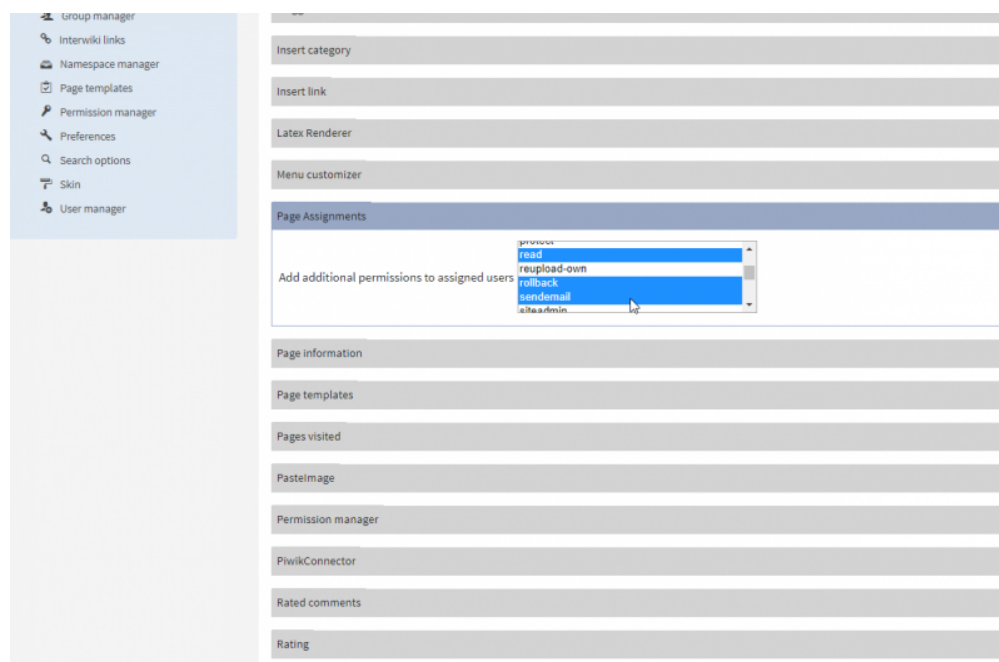 Group manager
Interwiki links
Namespace manager
Page templates
Permission manager
Preferences
Search options
Skin
User manager
Insert category
Insert link
Latex Renderer
Menu customizer
Page Assignments
Add additional permissions to assigned users
protect
read
reupload-own
rollback
sendemail
siteadmin
Page information
Page templates
Pages visited
PasteImage
Permission manager
PiwikConnector
Rated comments
Rating